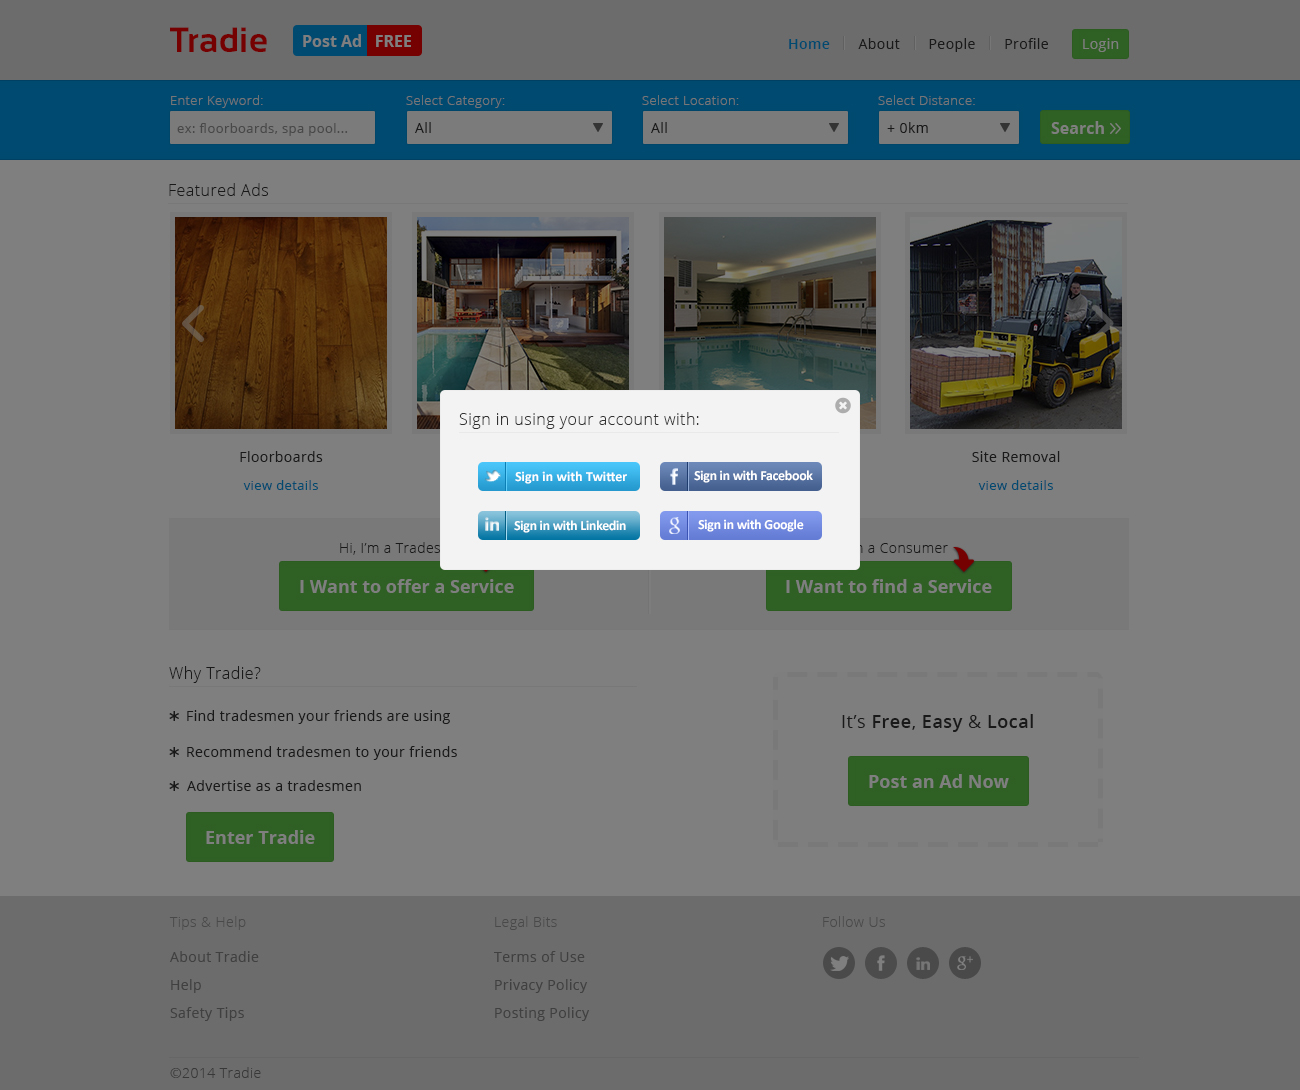 Tradie
Post Ad FREE
Home About People Profile Login
Enter Keyword: Select Category: Select Location: Select Distance:
ex: floorboards, spa pool... All All + 0km Search
Featured Ads
Sign in using your account with:
Floorboards Site Removal
view details view details
Sign in with Twitter Sign in with Facebook
Sign in with Linkedin Sign in with Google
Hi, I'm a a Consumer
I Want to offer a Service I Want to find a Service
Why Tradie?
∗ Find tradesmen your friends are using
It's Free, Easy & Local
∗ Recommend tradesmen to your friends
Post an Ad Now
∗ Advertise as a tradesmen
Enter Tradie
Tips & Help Legal Bits Follow Us
About Tradie Terms of Use
Help Privacy Policy
Safety Tips Posting Policy
©2014 Tradie